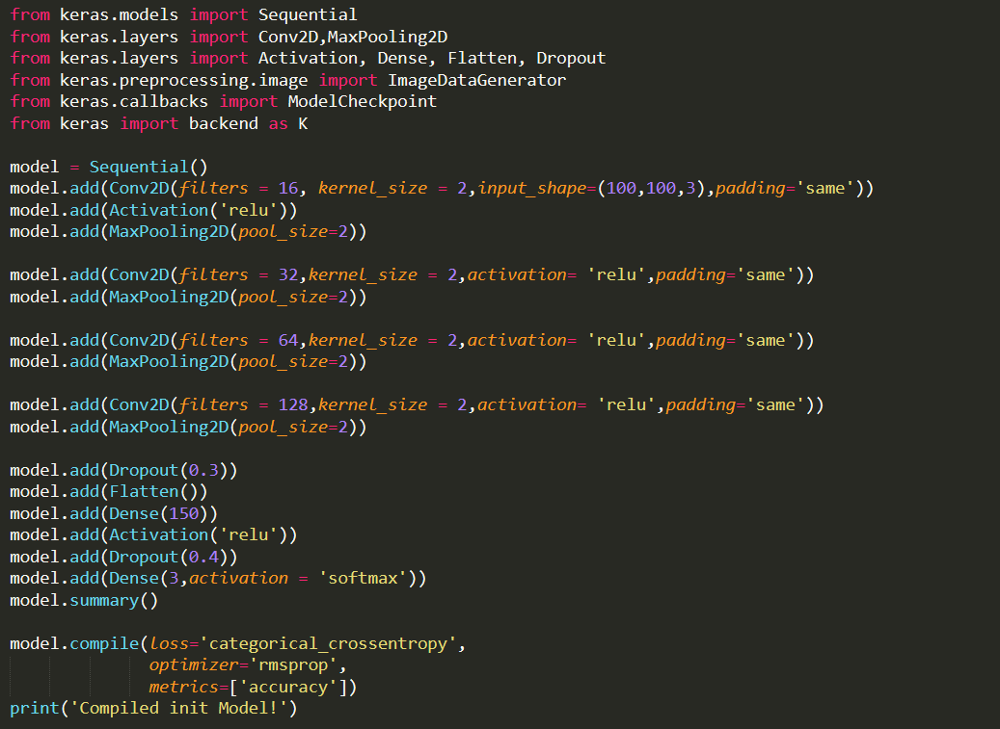 from keras.models import Sequential
from keras.layers import Conv2D,MaxPooling2D
from keras.layers import Activation, Dense, Flatten, Dropout
from keras.preprocessing.image import ImageDataGenerator
from keras.callbacks import ModelCheckpoint
from keras import backend as K

model = Sequential()
model.add(Conv2D(filters = 16, kernel_size = 2,input_shape=(100,100,3),padding='same'))
model.add(Activation('relu'))
model.add(MaxPooling2D(pool_size=2))

model.add(Conv2D(filters = 32,kernel_size = 2,activation= 'relu',padding='same'))
model.add(MaxPooling2D(pool_size=2))

model.add(Conv2D(filters = 64,kernel_size = 2,activation= 'relu',padding='same'))
model.add(MaxPooling2D(pool_size=2))

model.add(Conv2D(filters = 128,kernel_size = 2,activation= 'relu',padding='same'))
model.add(MaxPooling2D(pool_size=2))

model.add(Dropout(0.3))
model.add(Flatten())
model.add(Dense(150))
model.add(Activation('relu'))
model.add(Dropout(0.4))
model.add(Dense(3,activation = 'softmax'))
model.summary()

model.compile(loss='categorical_crossentropy',
              optimizer='rmsprop',
              metrics=['accuracy'])
print('Compiled init Model!')